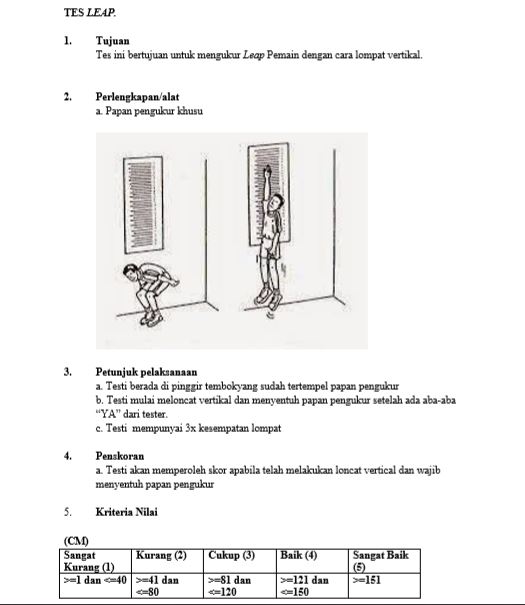 TES LEAP.
1. Tujuan
Tes ini bertujuan untuk mengukur Leap Pemain dengan cara lompat vertikal.
2. Perlengkapan/alat
a. Papan pengukur khusu
3. Petunjuk pelaksanaan
a. Testi berada di pinggir tembokyang sudah tertempel papan pengukur
b. Testi mulai meloncat vertikal dan menyentuh papan pengukur setelah ada aba-aba
“YA” dari tester.
c. Testi mempunyai 3x kesempatan lompat
4. Penskoran
a. Testi akan memperoleh skor apabila telah melakukan loncat vertical dan wajib
menyentuh papan pengukur
5. Kriteria Nilai
(CM)
Sangat Kurang (1) | Kurang (2) | Cukup (3) | Baik (4) | Sangat Baik (5)
>=1 dan <=40 | >=41 dan <=80 | >=81 dan <=120 | >=121 dan <=150 | >=151